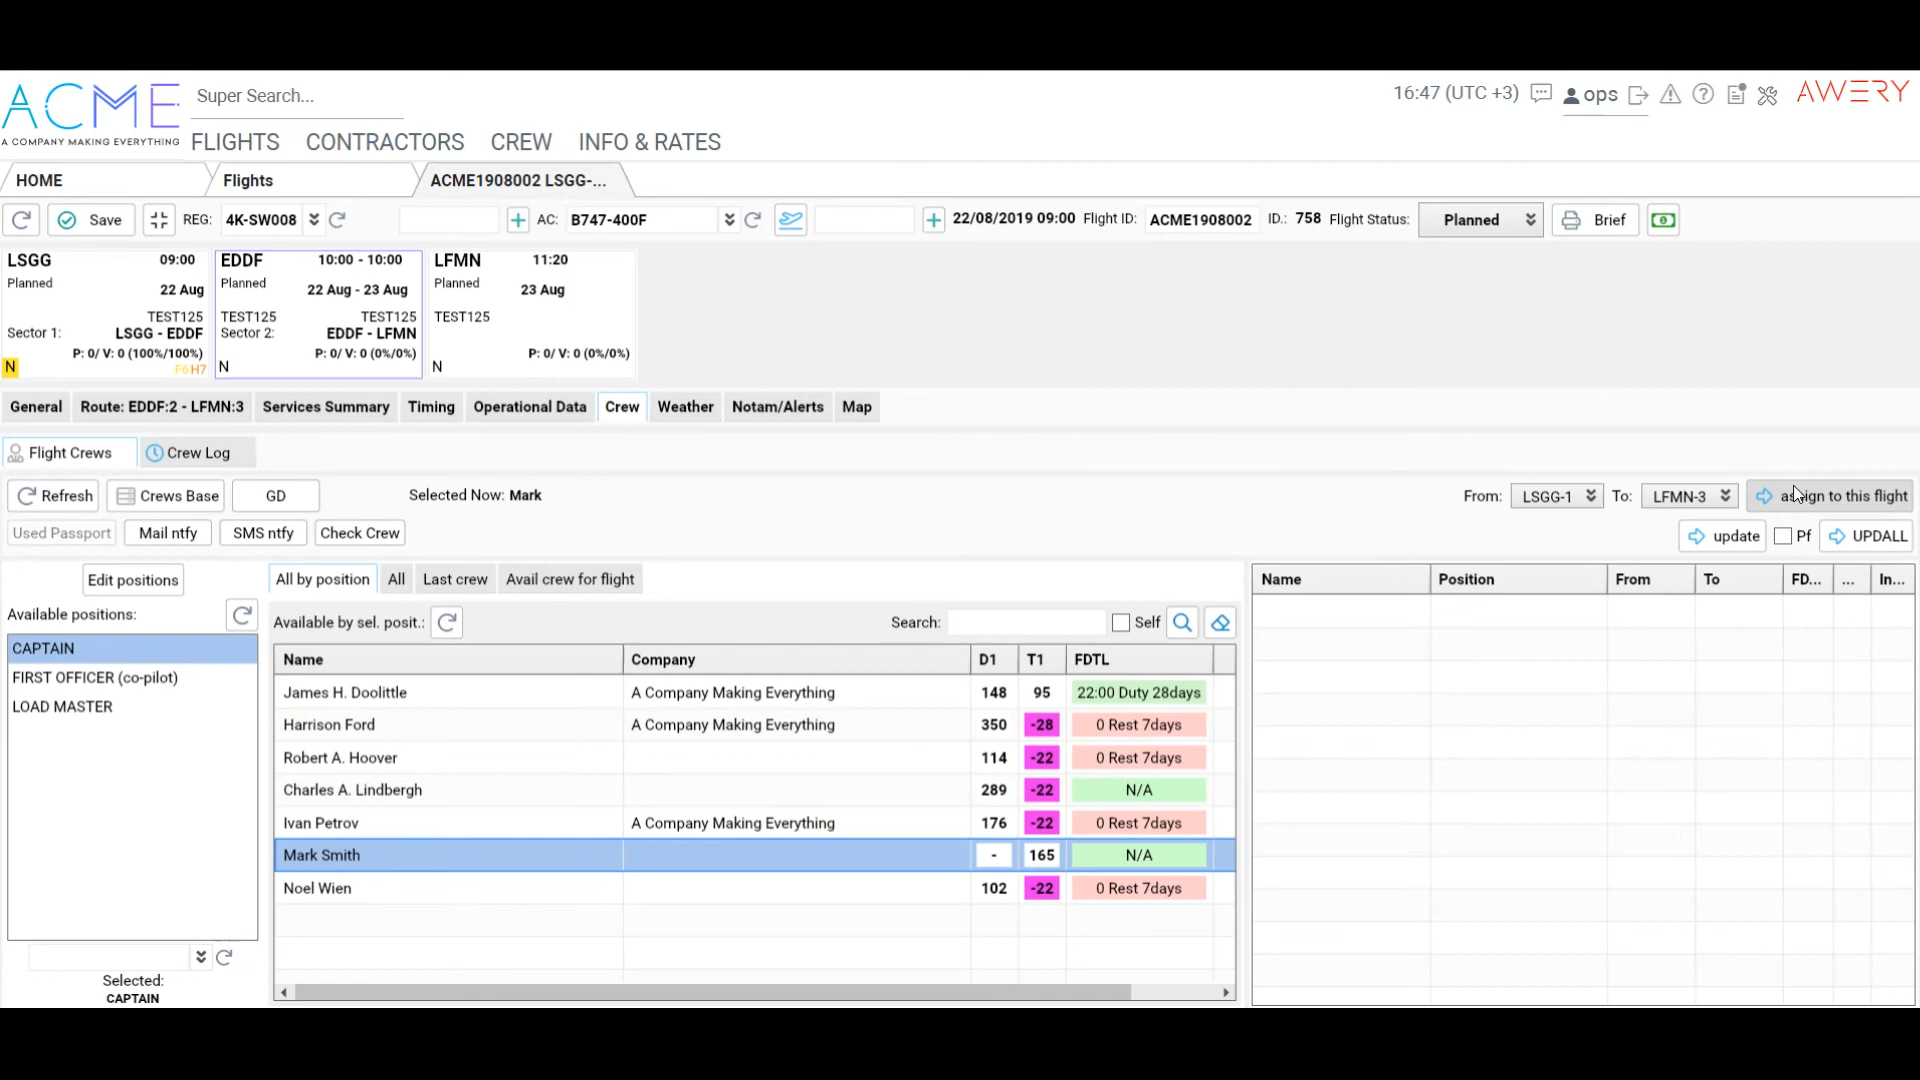 ACME
A COMPANY MAKING EVERYTHING
Super Search...
16:47 (UTC +3) ops AWERY
FLIGHTS CONTRACTORS CREW INFO & RATES
HOME Flights ACME1908002 LSGG-...
Save REG: 4K-SW008 AC: B747-400F 22/08/2019 09:00 Flight ID: ACME1908002 ID.: 758 Flight Status: Planned Brief
LSGG 09:00
Planned
22 Aug
TEST125
Sector 1: LSGG - EDDF
P: 0/ V: 0 (100%/100%)
N F6H7
EDDF 10:00 - 10:00
Planned
22 Aug - 23 Aug
TEST125 TEST125
Sector 2: EDDF - LFMN
P: 0/ V: 0 (0%/0%)
N
LFMN 11:20
Planned
23 Aug
TEST125
P: 0/ V: 0 (0%/0%)
N
General Route: EDDF:2 - LFMN:3 Services Summary Timing Operational Data Crew Weather Notam/Alerts Map
Flight Crews Crew Log
Refresh Crews Base GD Selected Now: Mark From: LSGG-1 To: LFMN-3 assign to this flight
Used Passport Mail ntfy SMS ntfy Check Crew update Pf UPDALL
Edit positions
Available positions:
CAPTAIN
FIRST OFFICER (co-pilot)
LOAD MASTER
Selected:
CAPTAIN
All by position All Last crew Avail crew for flight
Available by sel. posit.: Search: Self
Name Company D1 T1 FDTL
James H. Doolittle A Company Making Everything 148 95 22:00 Duty 28days
Harrison Ford A Company Making Everything 350 -28 0 Rest 7days
Robert A. Hoover 114 -22 0 Rest 7days
Charles A. Lindbergh 289 -22 N/A
Ivan Petrov A Company Making Everything 176 -22 0 Rest 7days
Mark Smith - 165 N/A
Noel Wien 102 -22 0 Rest 7days
Name Position From To FD... ... In...